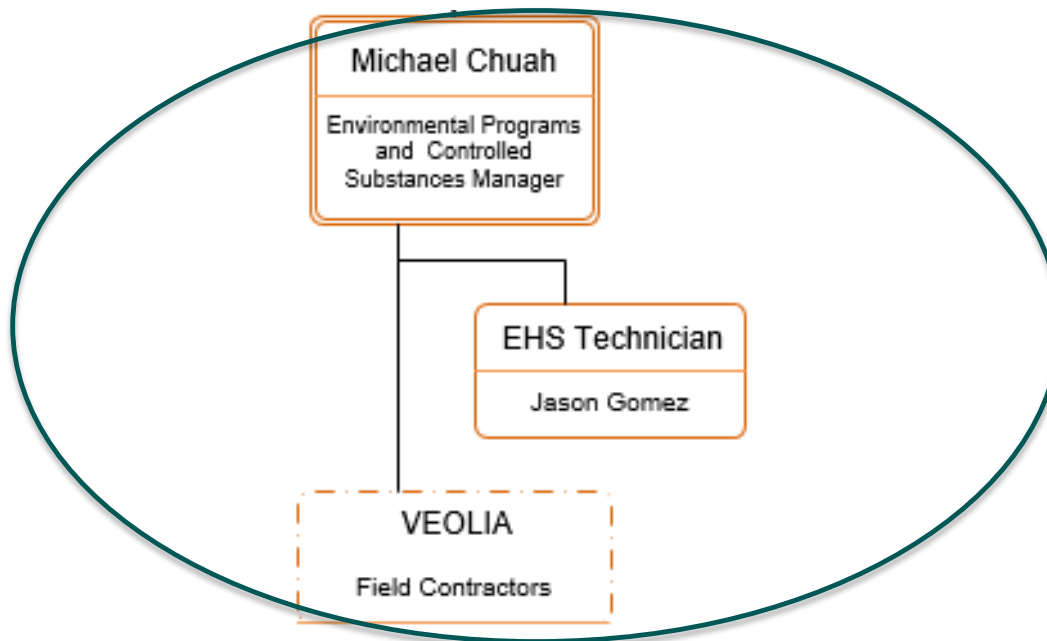 Michael Chuah
Environmental Programs
and Controlled
Substances Manager
EHS Technician
Jason Gomez
VEOLIA
Field Contractors